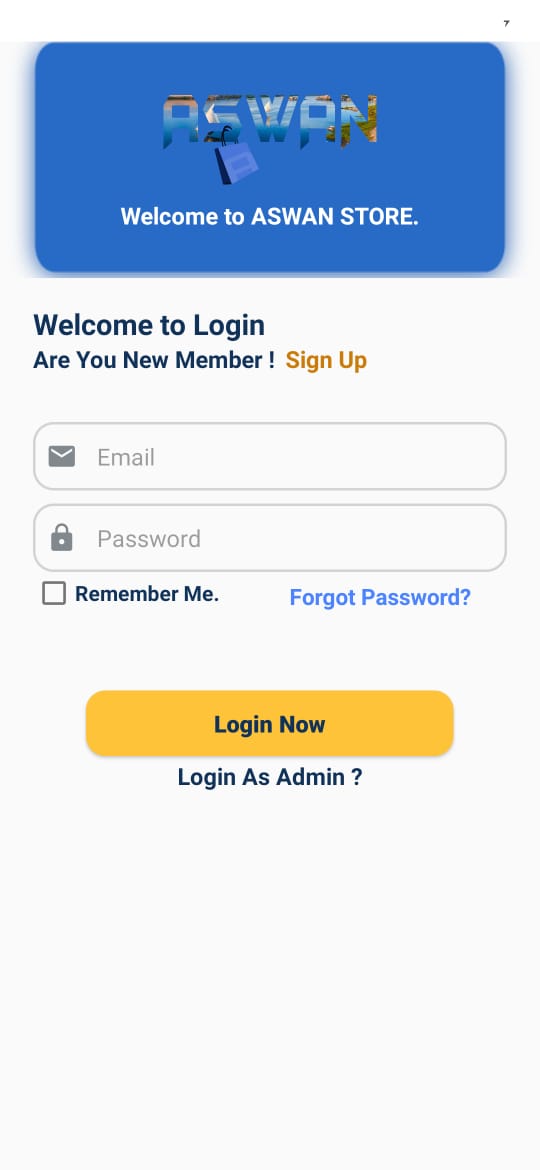 ASWAN
Welcome to ASWAN STORE.
Welcome to Login
Are You New Member ! Sign Up
Email
Password
Remember Me. Forgot Password?
Login Now
Login As Admin ?